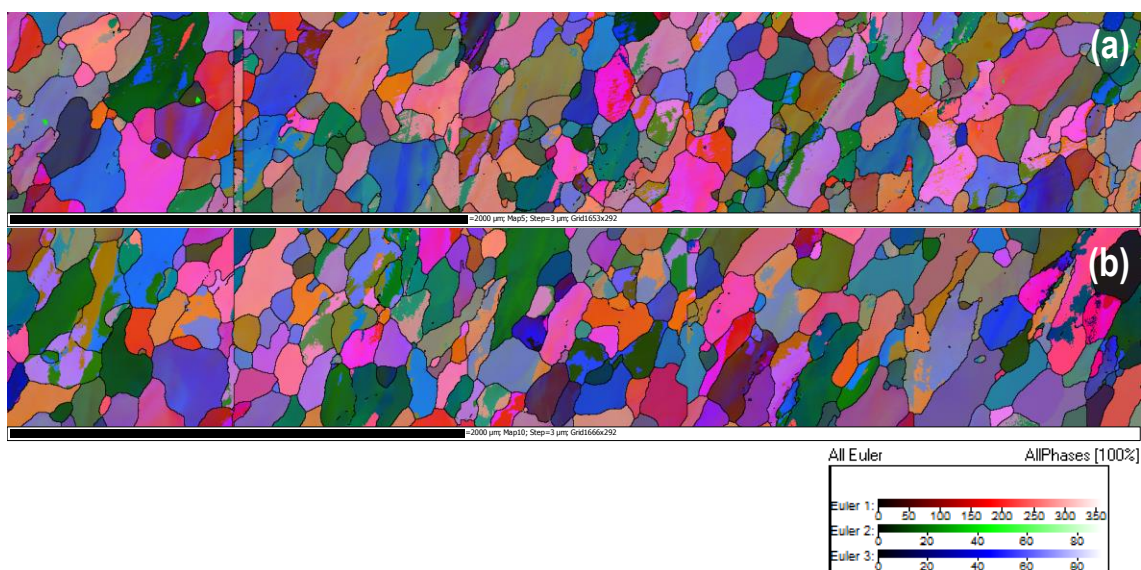 (a)
=2000 µm; Map5; Step=3 µm; Grid1653x292
(b)
=2000 µm; Map10; Step=3 µm; Grid1666x292
All Euler AllPhases [100%]
Euler 1:
0 50 100 150 200 250 300 350
Euler 2:
0 20 40 60 80
Euler 3:
0 20 40 60 80